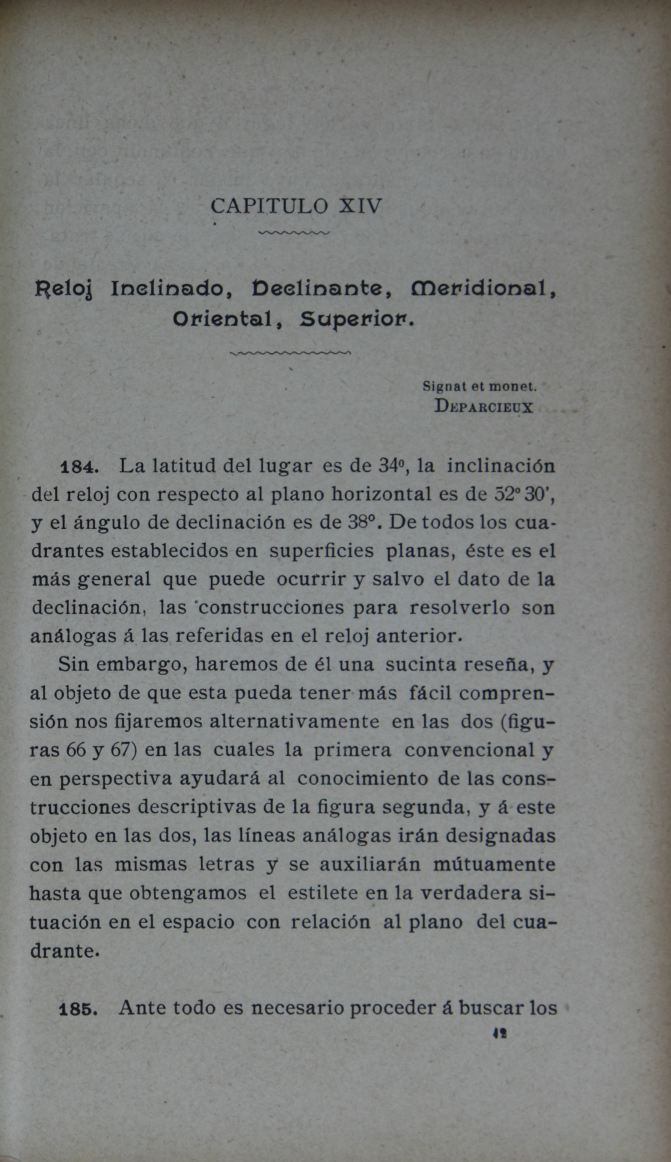 CAPITULO XIV
Reloj Inclinado, Declinante, Meridional,
Oriental, Superior.
Signat et monet.
DEPARCIEUX
184. La latitud del lugar es de 34º, la inclinación
del reloj con respecto al plano horizontal es de 52º 30',
y el ángulo de declinación es de 38º. De todos los cua-
drantes establecidos en superficies planas, éste es el
más general que puede ocurrir y salvo el dato de la
declinación, las construcciones para resolverlo son
análogas á las referidas en el reloj anterior.
Sin embargo, haremos de él una sucinta reseña, y
al objeto de que esta pueda tener más fácil compren-
sión nos fijaremos alternativamente en las dos (figu-
ras 66 y 67) en las cuales la primera convencional y
en perspectiva ayudará al conocimiento de las cons-
trucciones descriptivas de la figura segunda, y á este
objeto en las dos, las líneas análogas irán designadas
con las mismas letras y se auxiliarán mútuamente
hasta que obtengamos el estilete en la verdadera si-
tuación en el espacio con relación al plano del cua-
drante.
185. Ante todo es necesario proceder á buscar los
12